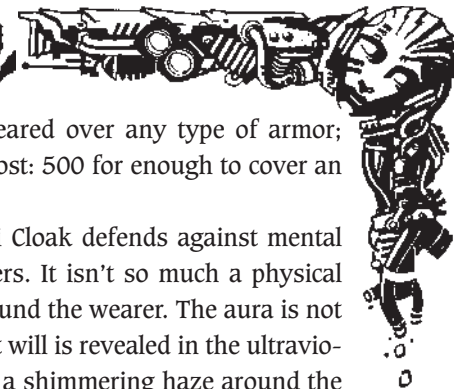 eared over any type of armor;
ost: 500 for enough to cover an
Cloak defends against mental
ers. It isn't so much a physical
und the wearer. The aura is not
t will is revealed in the ultravio-
a shimmering haze around the